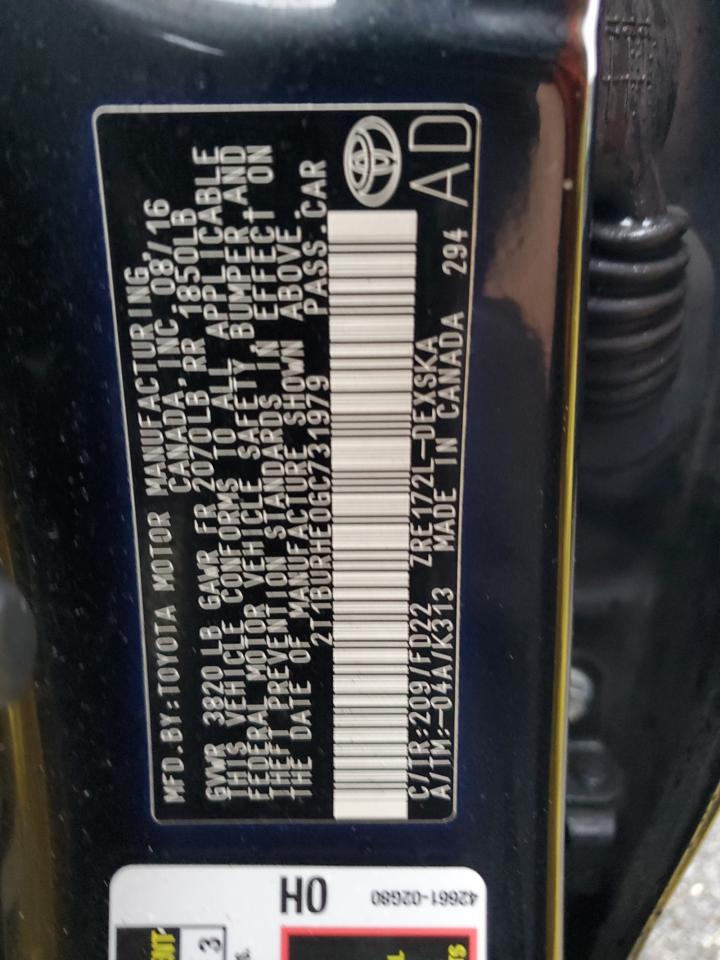 MFD.BY:TOYOTA MOTOR MANUFACTURING,
CANADA, INC. 08/16
GVWR 3820 LB GAWR FR 2070LB RR 1850LB
THIS VEHICLE CONFORMS TO ALL APPLICABLE
FEDERAL MOTOR VEHICLE SAFETY, BUMPER, AND
THEFT PREVENTION STANDARDS IN EFFECT ON
THE DATE OF MANUFACTURE SHOWN ABOVE.
2T1BURHE0GC731979 PASS.CAR
C/TR:209/FD22 ZRE172L-DEXSKA
A/TM:-04A/K313 MADE IN CANADA 294
AD
0H
42661-02G80
3